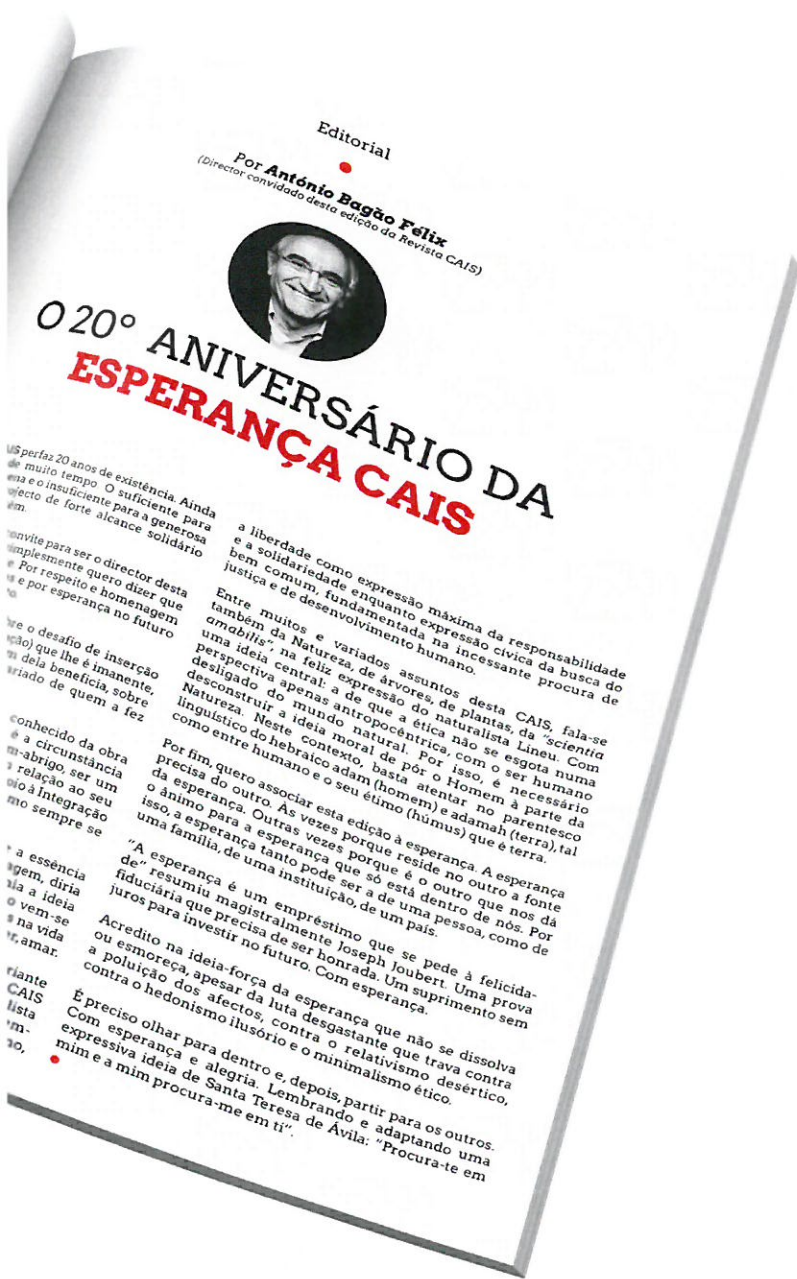 Editorial
Por António Bagão Félix
(Director convidado desta edição da Revista CAIS)
O 20º ANIVERSÁRIO DA
ESPERANÇA CAIS
perfaz 20 anos de existência. Ainda
de muito tempo O suficiente para
e o insuficiente para a generosa
de forte alcance solidário
convite para ser o director desta
simplesmente quero dizer que
Por respeito e homenagem
e por esperança no futuro
o desafio de inserção
que lhe é imanente,
dela beneficia, sobre
de quem a fez
conhecido da obra
é a circunstância
ser um
relação ao seu
à Integração
sempre se
a essência
diria
a ideia
vem-se
na vida
amar.
CAIS
a liberdade como expressão máxima da responsabilidade
e a solidariedade enquanto expressão cívica da busca do
bem comum, fundamentada na incessante procura de
justiça e de desenvolvimento humano.
Entre muitos e variados assuntos desta CAIS, fala-se
também da Natureza, de árvores, de plantas, da "scientia
amabilis", na feliz expressão do naturalista Lineu. Com
uma ideia central: a de que a ética não se esgota numa
perspectiva apenas antropocêntrica, com o ser humano
desligado do mundo natural. Por isso, é necessário
desconstruir a ideia moral de pôr o Homem à parte da
Natureza. Neste contexto, basta atentar no parentesco
linguístico do hebraico adam (homem) e adamah (terra), tal
como entre humano e o seu étimo (húmus) que é terra.
Por fim, quero associar esta edição à esperança. A esperança
precisa do outro. Às vezes porque reside no outro a fonte
da esperança. Outras vezes porque é o outro que nos dá
o ânimo para a esperança que só está dentro de nós. Por
isso, a esperança tanto pode ser a de uma pessoa, como de
uma família, de uma instituição, de um país.
"A esperança é um empréstimo que se pede à felicida-
de" resumiu magistralmente Joseph Joubert. Uma prova
fiduciária que precisa de ser honrada. Um suprimento sem
juros para investir no futuro. Com esperança.
Acredito na ideia-força da esperança que não se dissolva
ou esmoreça, apesar da luta desgastante que trava contra
a poluição dos afectos, contra o relativismo desértico,
contra o hedonismo ilusório e o minimalismo ético.
É preciso olhar para dentro e, depois, partir para os outros.
Com esperança e alegria. Lembrando e adaptando uma
expressiva ideia de Santa Teresa de Ávila: "Procura-te em
mim e a mim procura-me em ti".